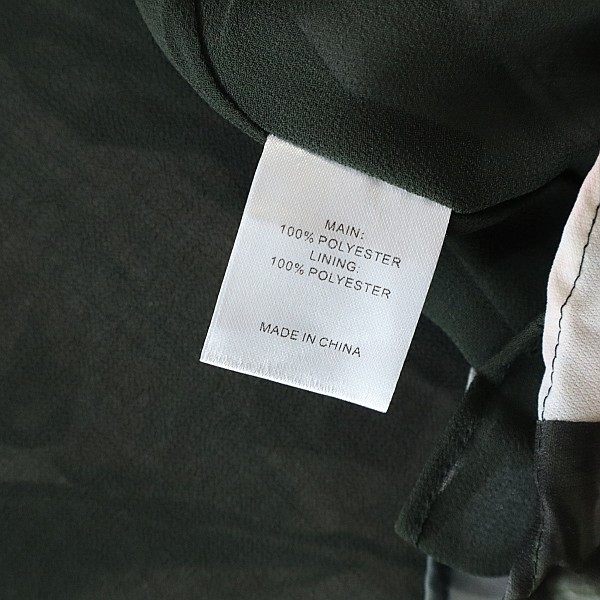 MAIN:
100% POLYESTER
LINING:
100% POLYESTER
MADE IN CHINA